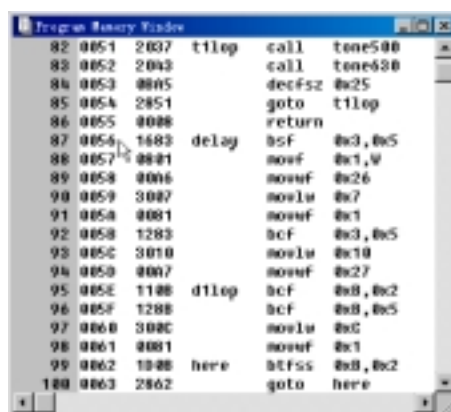 Program Memory Window
82 0051 2037 t1lop call tone500
83 0052 2043 call tone630
84 0053 0BA5 decfsz 0x25
85 0054 2851 goto t1lop
86 0055 0008 return
87 0056 1683 delay bsf 0x3,0x5
88 0057 0801 movf 0x1,W
89 0058 00A6 movwf 0x26
90 0059 3007 movlw 0x7
91 005A 0081 movwf 0x1
92 005B 1283 bcf 0x3,0x5
93 005C 3010 movlw 0x10
94 005D 00A7 movwf 0x27
95 005E 110B d1lop bcf 0xB,0x2
96 005F 128B bcf 0xB,0x5
97 0060 300C movlw 0xC
98 0061 0081 movwf 0x1
99 0062 1D0B here btfss 0xB,0x2
100 0063 2862 goto here